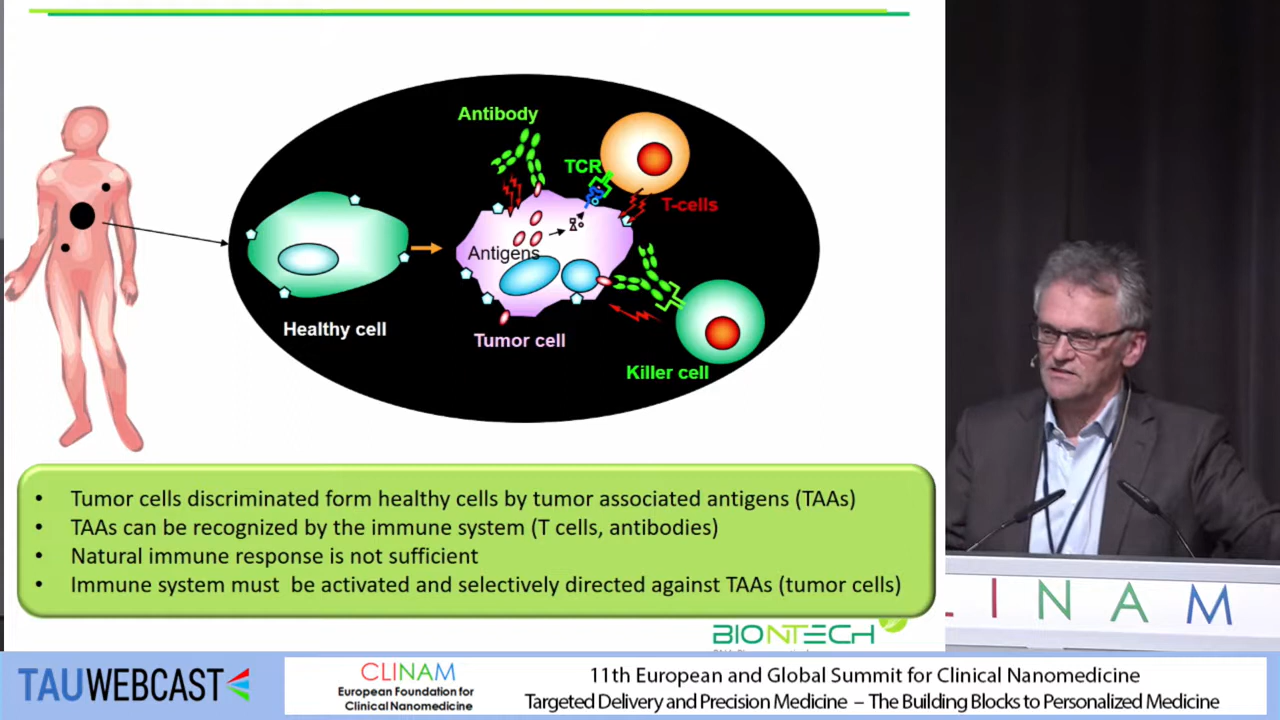 Antibody
TCR
T-cells
Antigens
Healthy cell
Tumor cell
Killer cell
• Tumor cells discriminated form healthy cells by tumor associated antigens (TAAs)
• TAAs can be recognized by the immune system (T cells, antibodies)
• Natural immune response is not sufficient
• Immune system must be activated and selectively directed against TAAs (tumor cells)
BIONTECH
CLINAM
TAUWEBCAST
CLINAM
European Foundation for
Clinical Nanomedicine
11th European and Global Summit for Clinical Nanomedicine
Targeted Delivery and Precision Medicine – The Building Blocks to Personalized Medicine